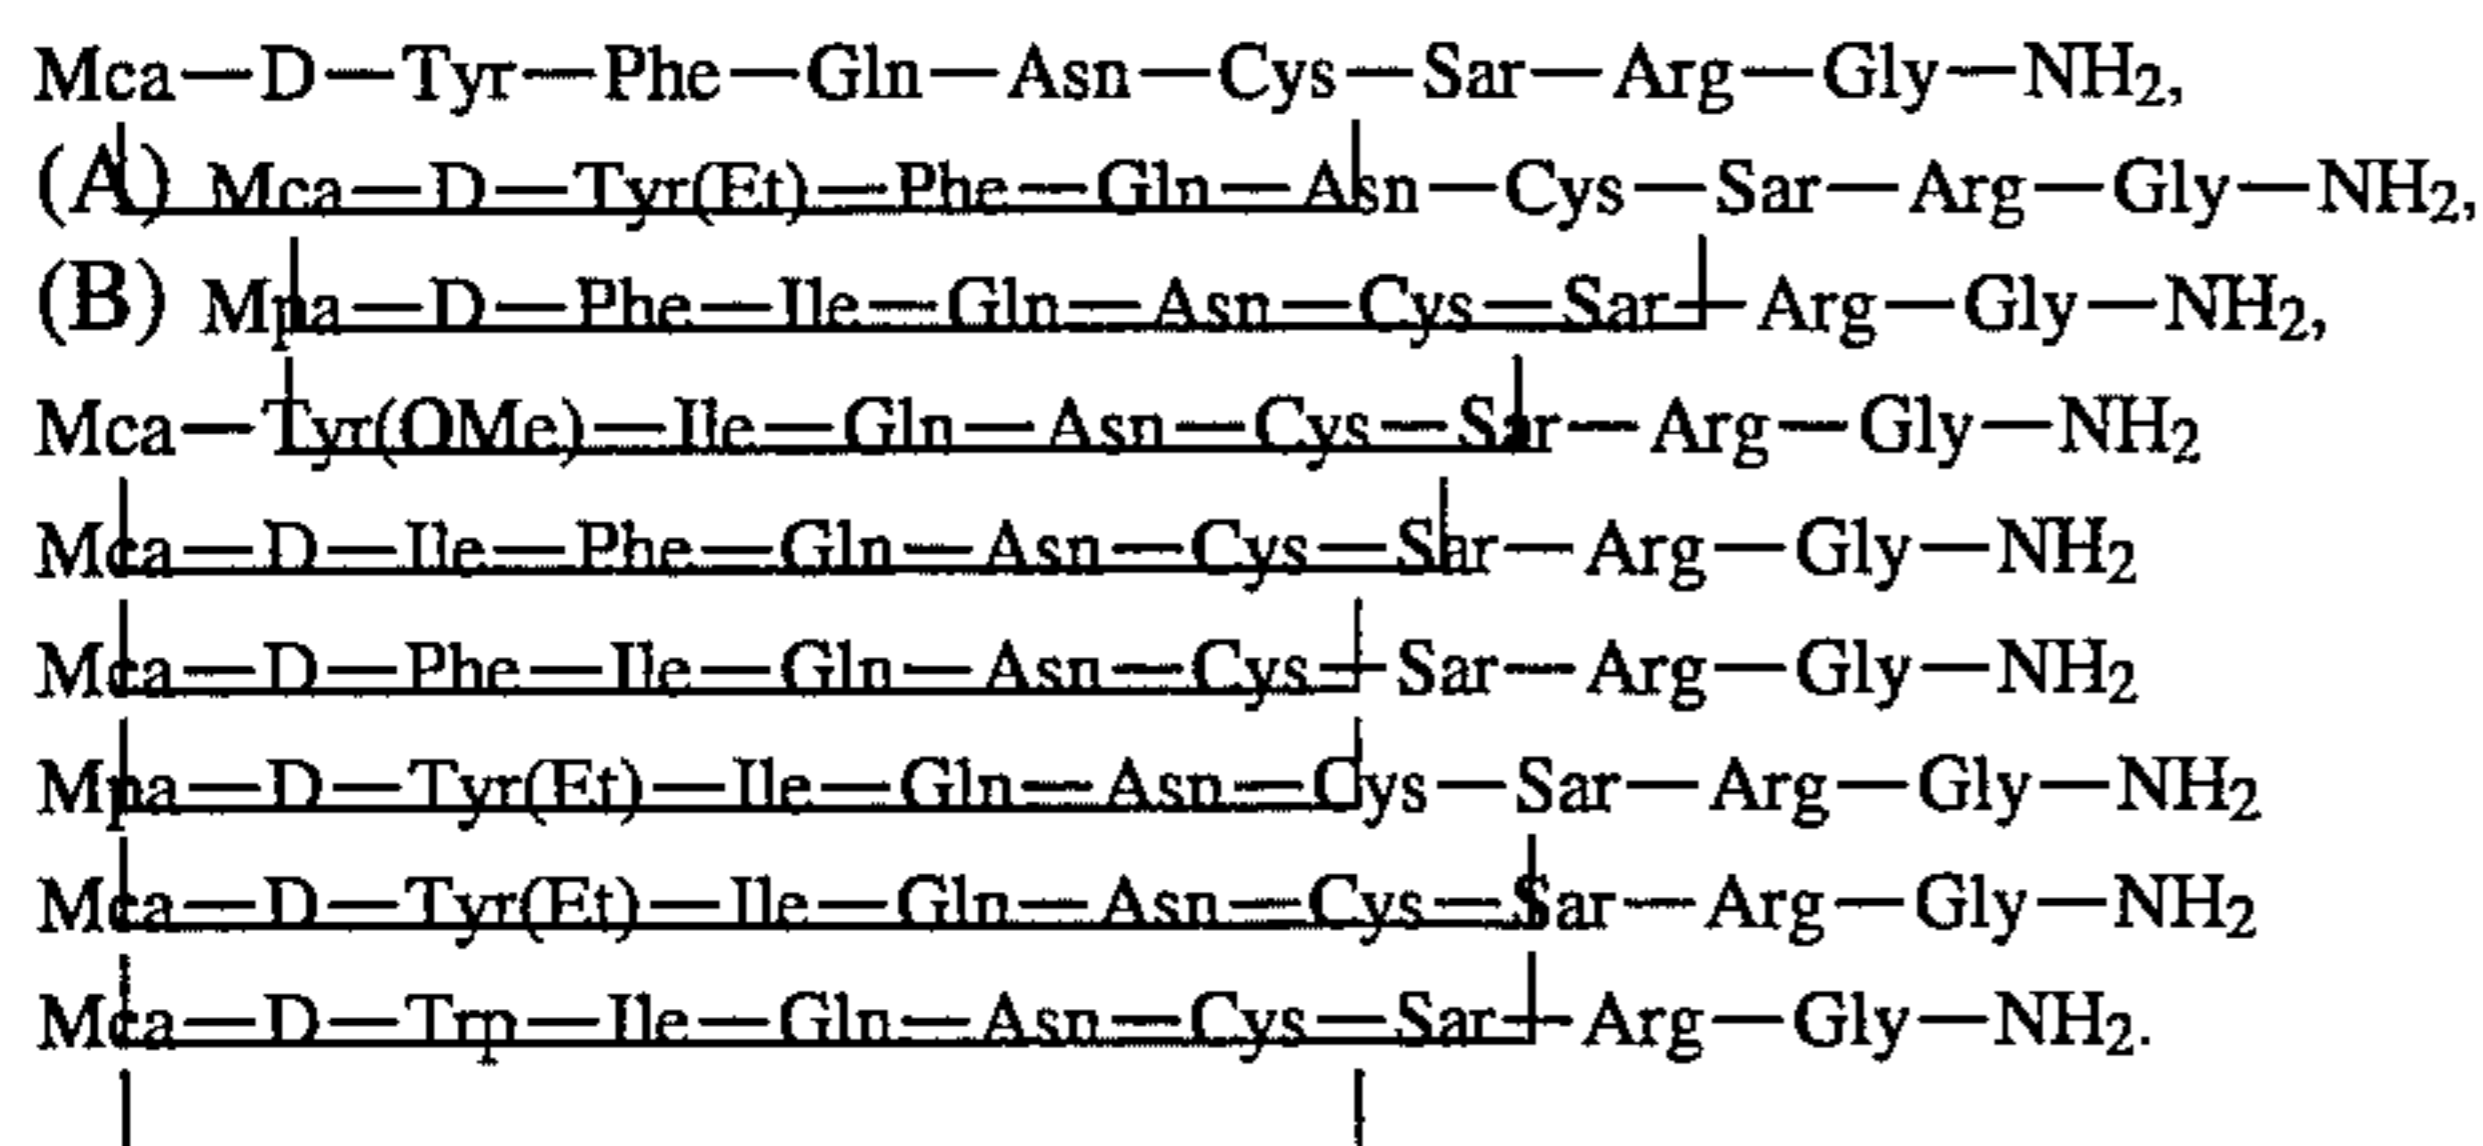 Mca—D—Tyr—Phe—Gln—Asn—Cys—Sar—Arg—Gly—NH₂,
(A) Mca—D—Tyr(Et)—Phe—Gln—Asn—Cys—Sar—Arg—Gly—NH₂,
(B) Mpa—D—Phe—Ile—Gln—Asn—Cys—Sar—Arg—Gly—NH₂,
Mca—Tyr(OMe)—Ile—Gln—Asn—Cys—Sar—Arg—Gly—NH₂
Mca—D—Ile—Phe—Gln—Asn—Cys—Sar—Arg—Gly—NH₂
Mca—D—Phe—Ile—Gln—Asn—Cys—Sar—Arg—Gly—NH₂
Mpa—D—Tyr(Et)—Ile—Gln—Asn—Cys—Sar—Arg—Gly—NH₂
Mca—D—Tyr(Et)—Ile—Gln—Asn—Cys—Sar—Arg—Gly—NH₂
Mca—D—Trp—Ile—Gln—Asn—Cys—Sar—Arg—Gly—NH₂.